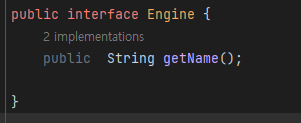 public interface Engine {
2 implementations
public  String getName();
}